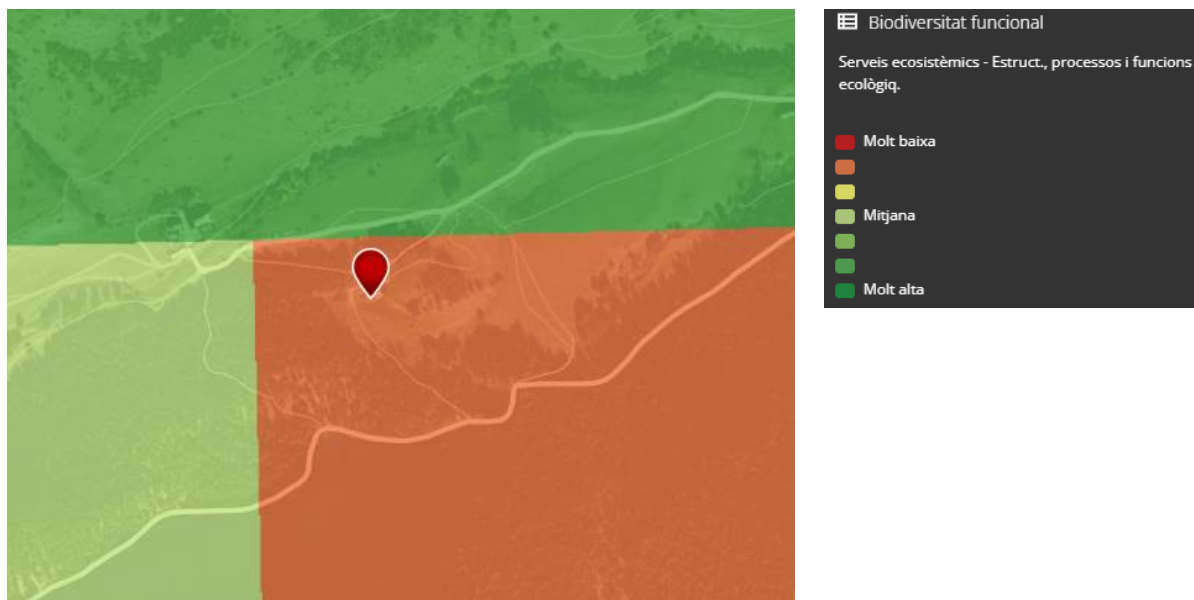 Biodiversitat funcional
Serveis ecosistèmics - Estruct., processos i funcions
ecològiq.
Molt baixa
Mitjana
Molt alta